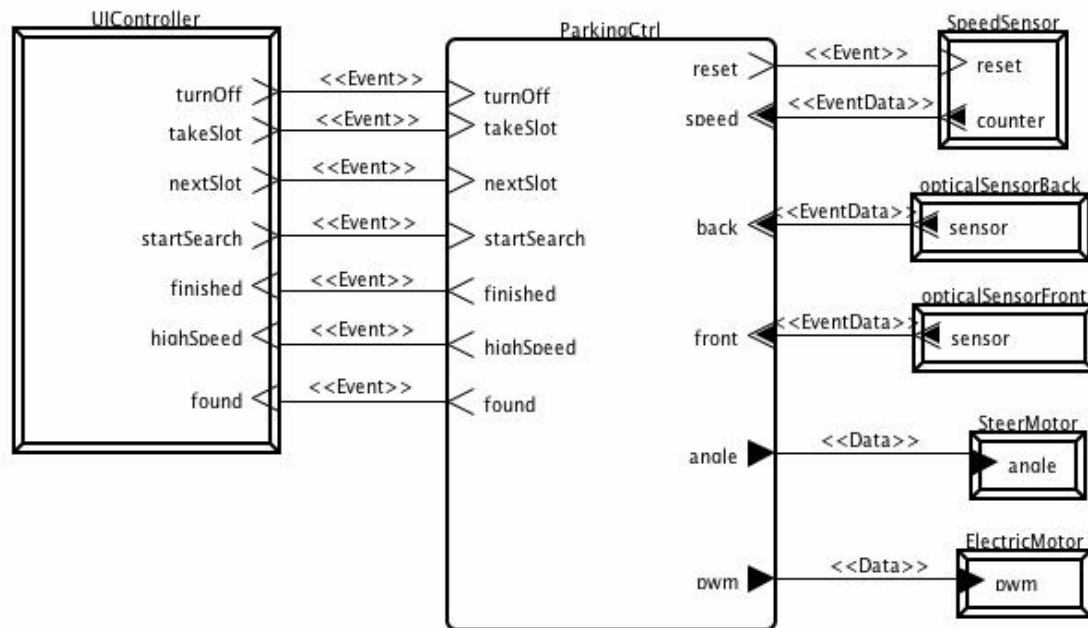 UIController
ParkingCtrl
SpeedSensor
turnOff
<<Event>>
turnOff
takeSlot
<<Event>>
takeSlot
nextSlot
<<Event>>
nextSlot
startSearch
<<Event>>
startSearch
finished
<<Event>>
finished
highSpeed
<<Event>>
highSpeed
found
<<Event>>
found
reset
<<Event>>
reset
speed
<<EventData>>
counter
opticalSensorBack
back
<<EventData>>
sensor
opticalSensorFront
front
<<EventData>>
sensor
SteerMotor
angle
<<Data>>
angle
ElectricMotor
pwm
<<Data>>
pwm